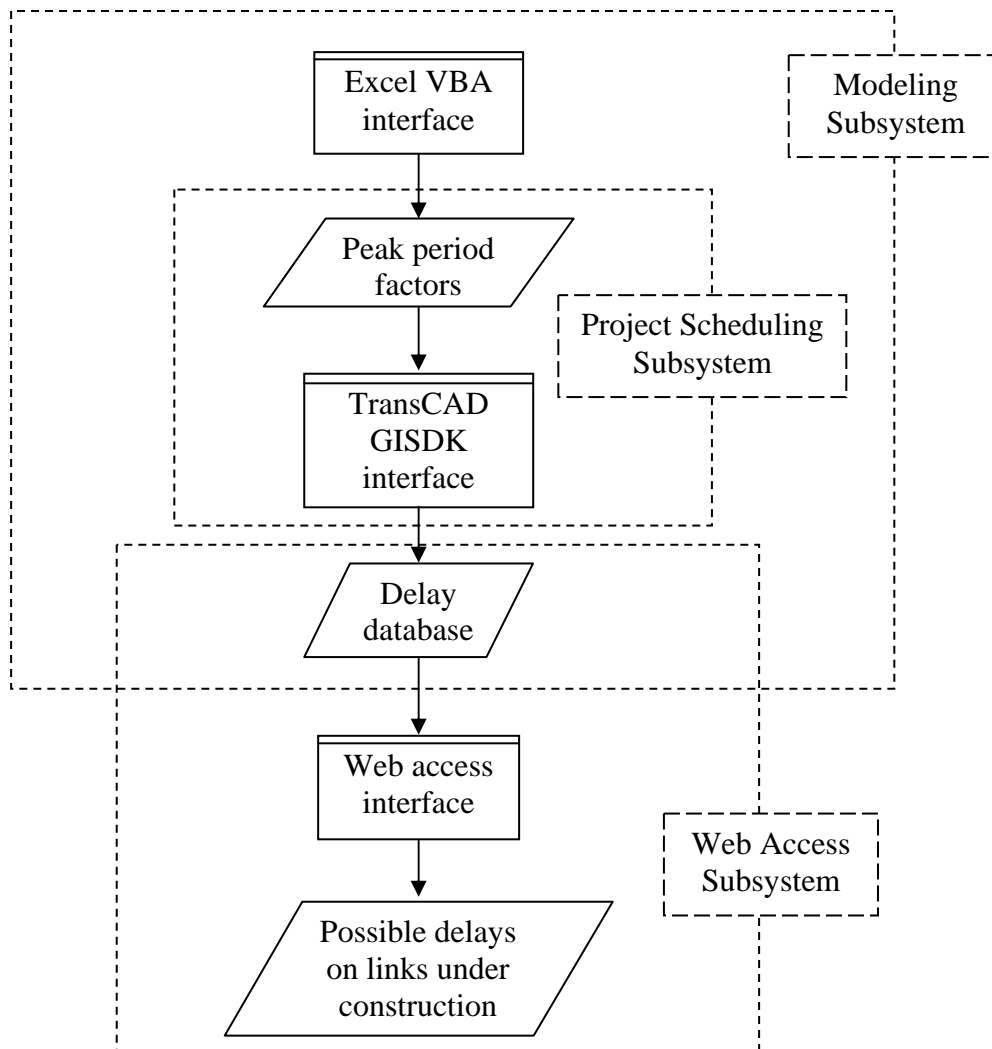 Excel VBA
interface
Modeling
Subsystem
Peak period
factors
Project Scheduling
Subsystem
TransCAD
GISDK
interface
Delay
database
Web access
interface
Web Access
Subsystem
Possible delays
on links under
construction